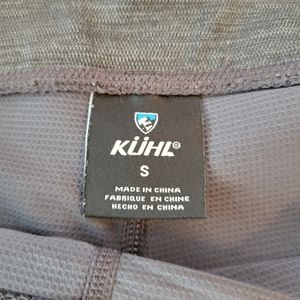 KÜHL®
S
MADE IN CHINA
FABRIQUE EN CHINE
HECHO EN CHINA